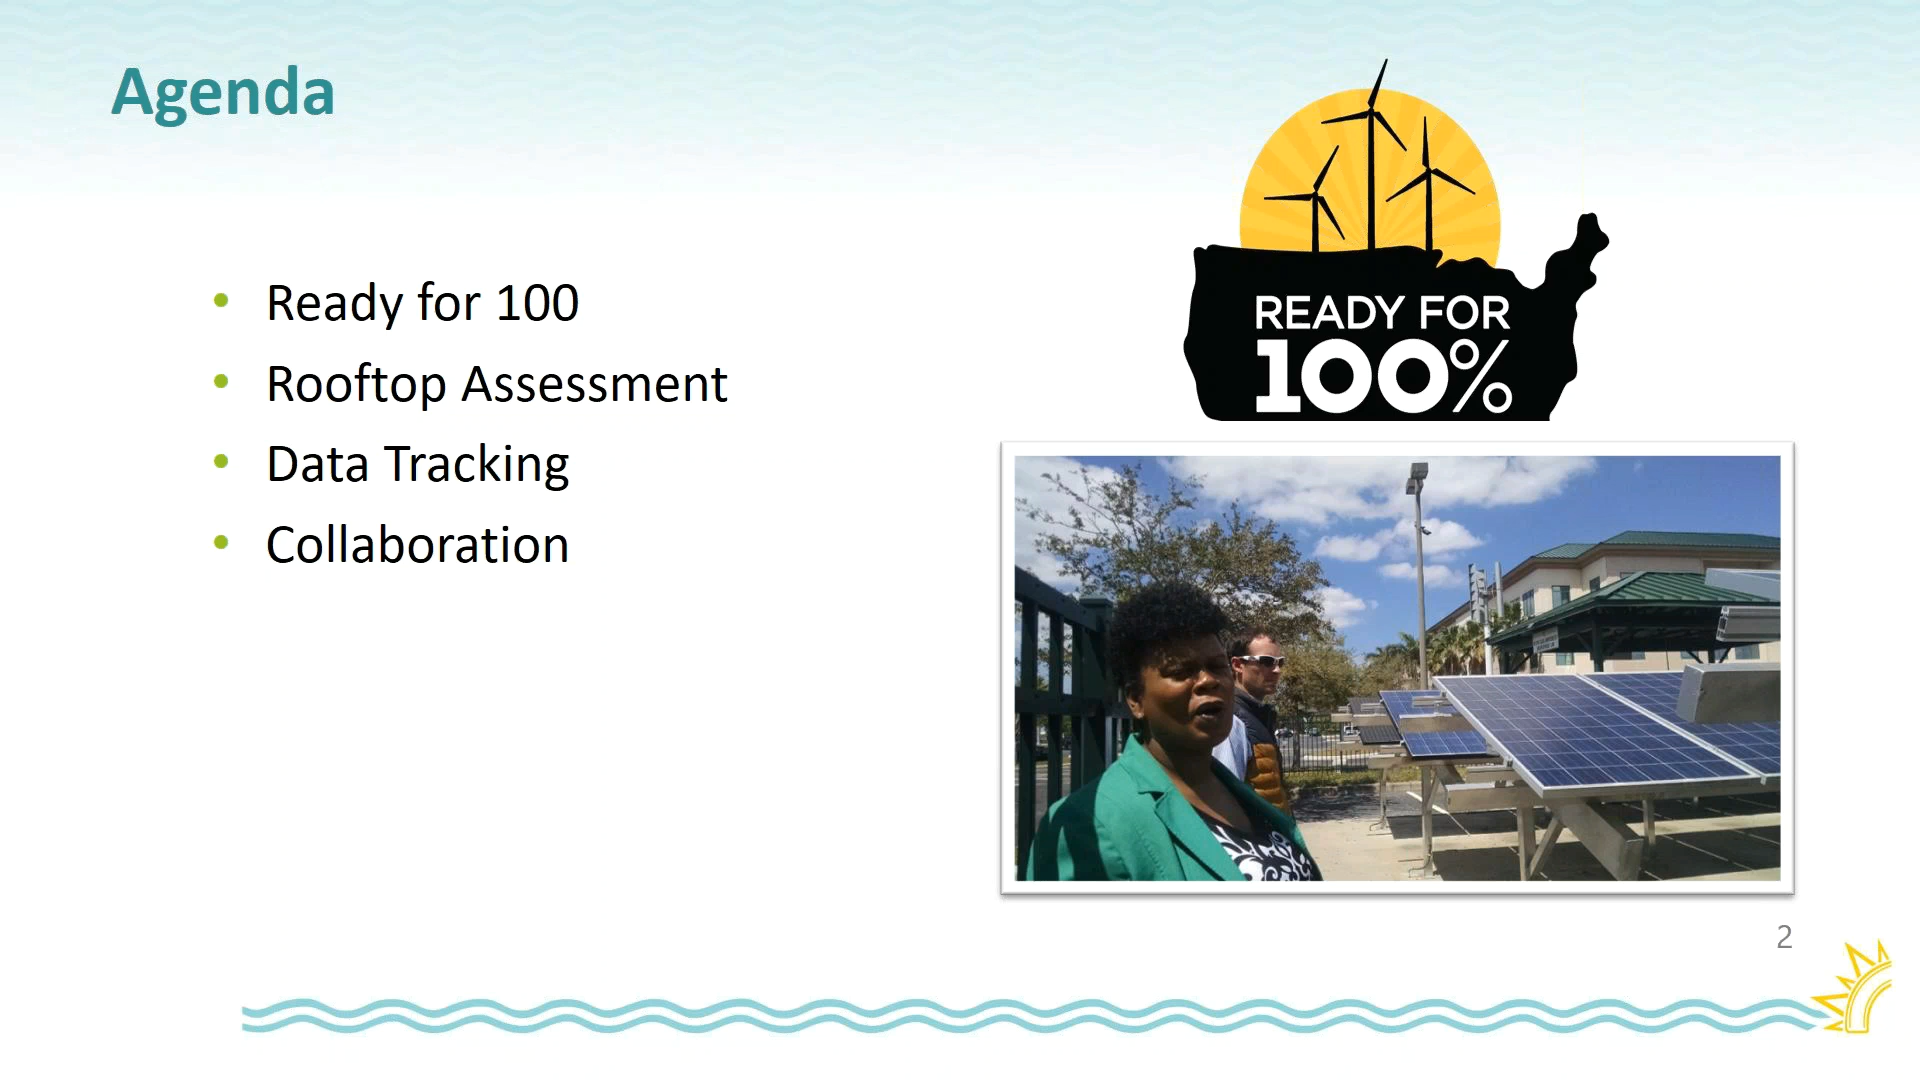 Agenda
Ready for 100
Rooftop Assessment
Data Tracking
Collaboration
READY FOR
100%
2